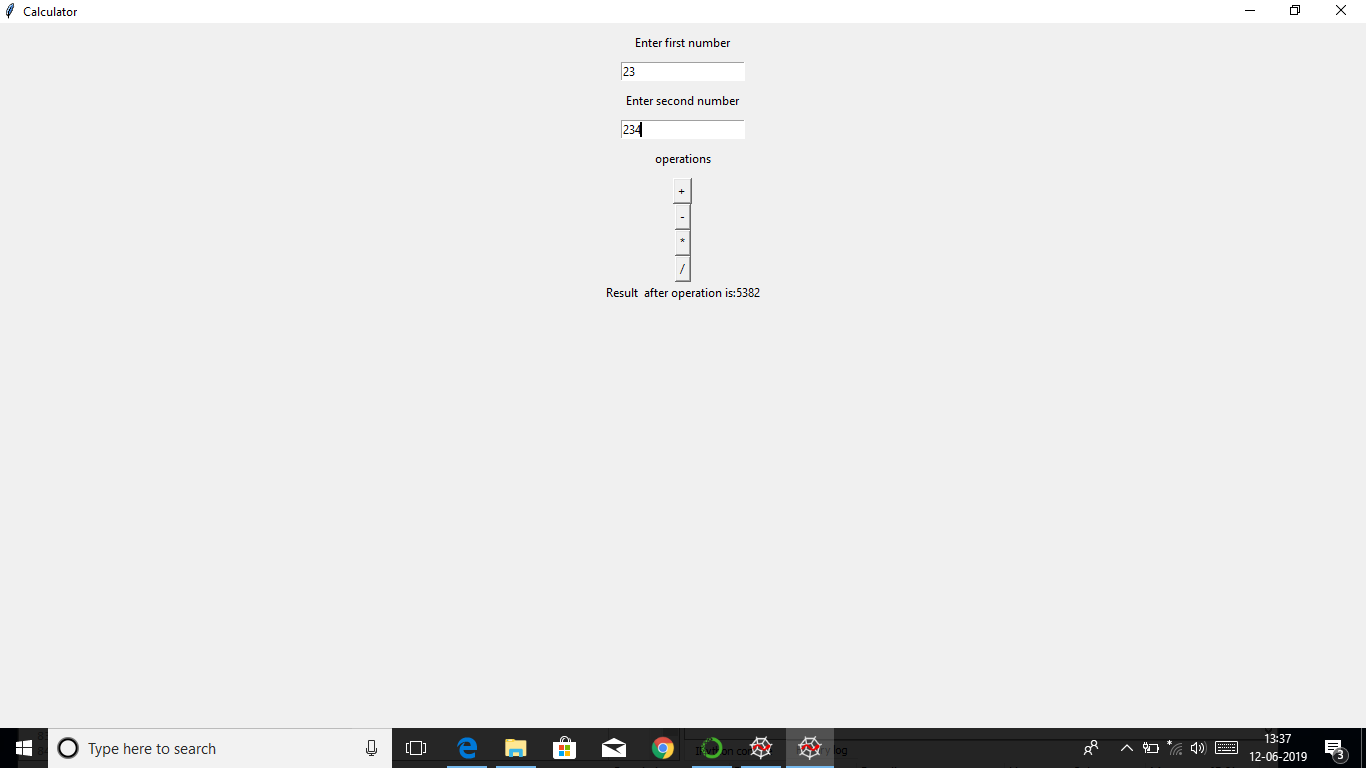 Calculator
Enter first number
23
Enter second number
234
operations
+
-
*
/
Result  after operation is:5382
Type here to search
13:37
12-06-2019
3